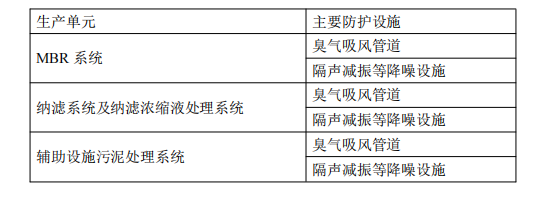 生产单元 主要防护设施
MBR 系统 臭气吸风管道
隔声减振等降噪设施
纳滤系统及纳滤浓缩液处理系统 臭气吸风管道
隔声减振等降噪设施
辅助设施污泥处理系统 臭气吸风管道
隔声减振等降噪设施